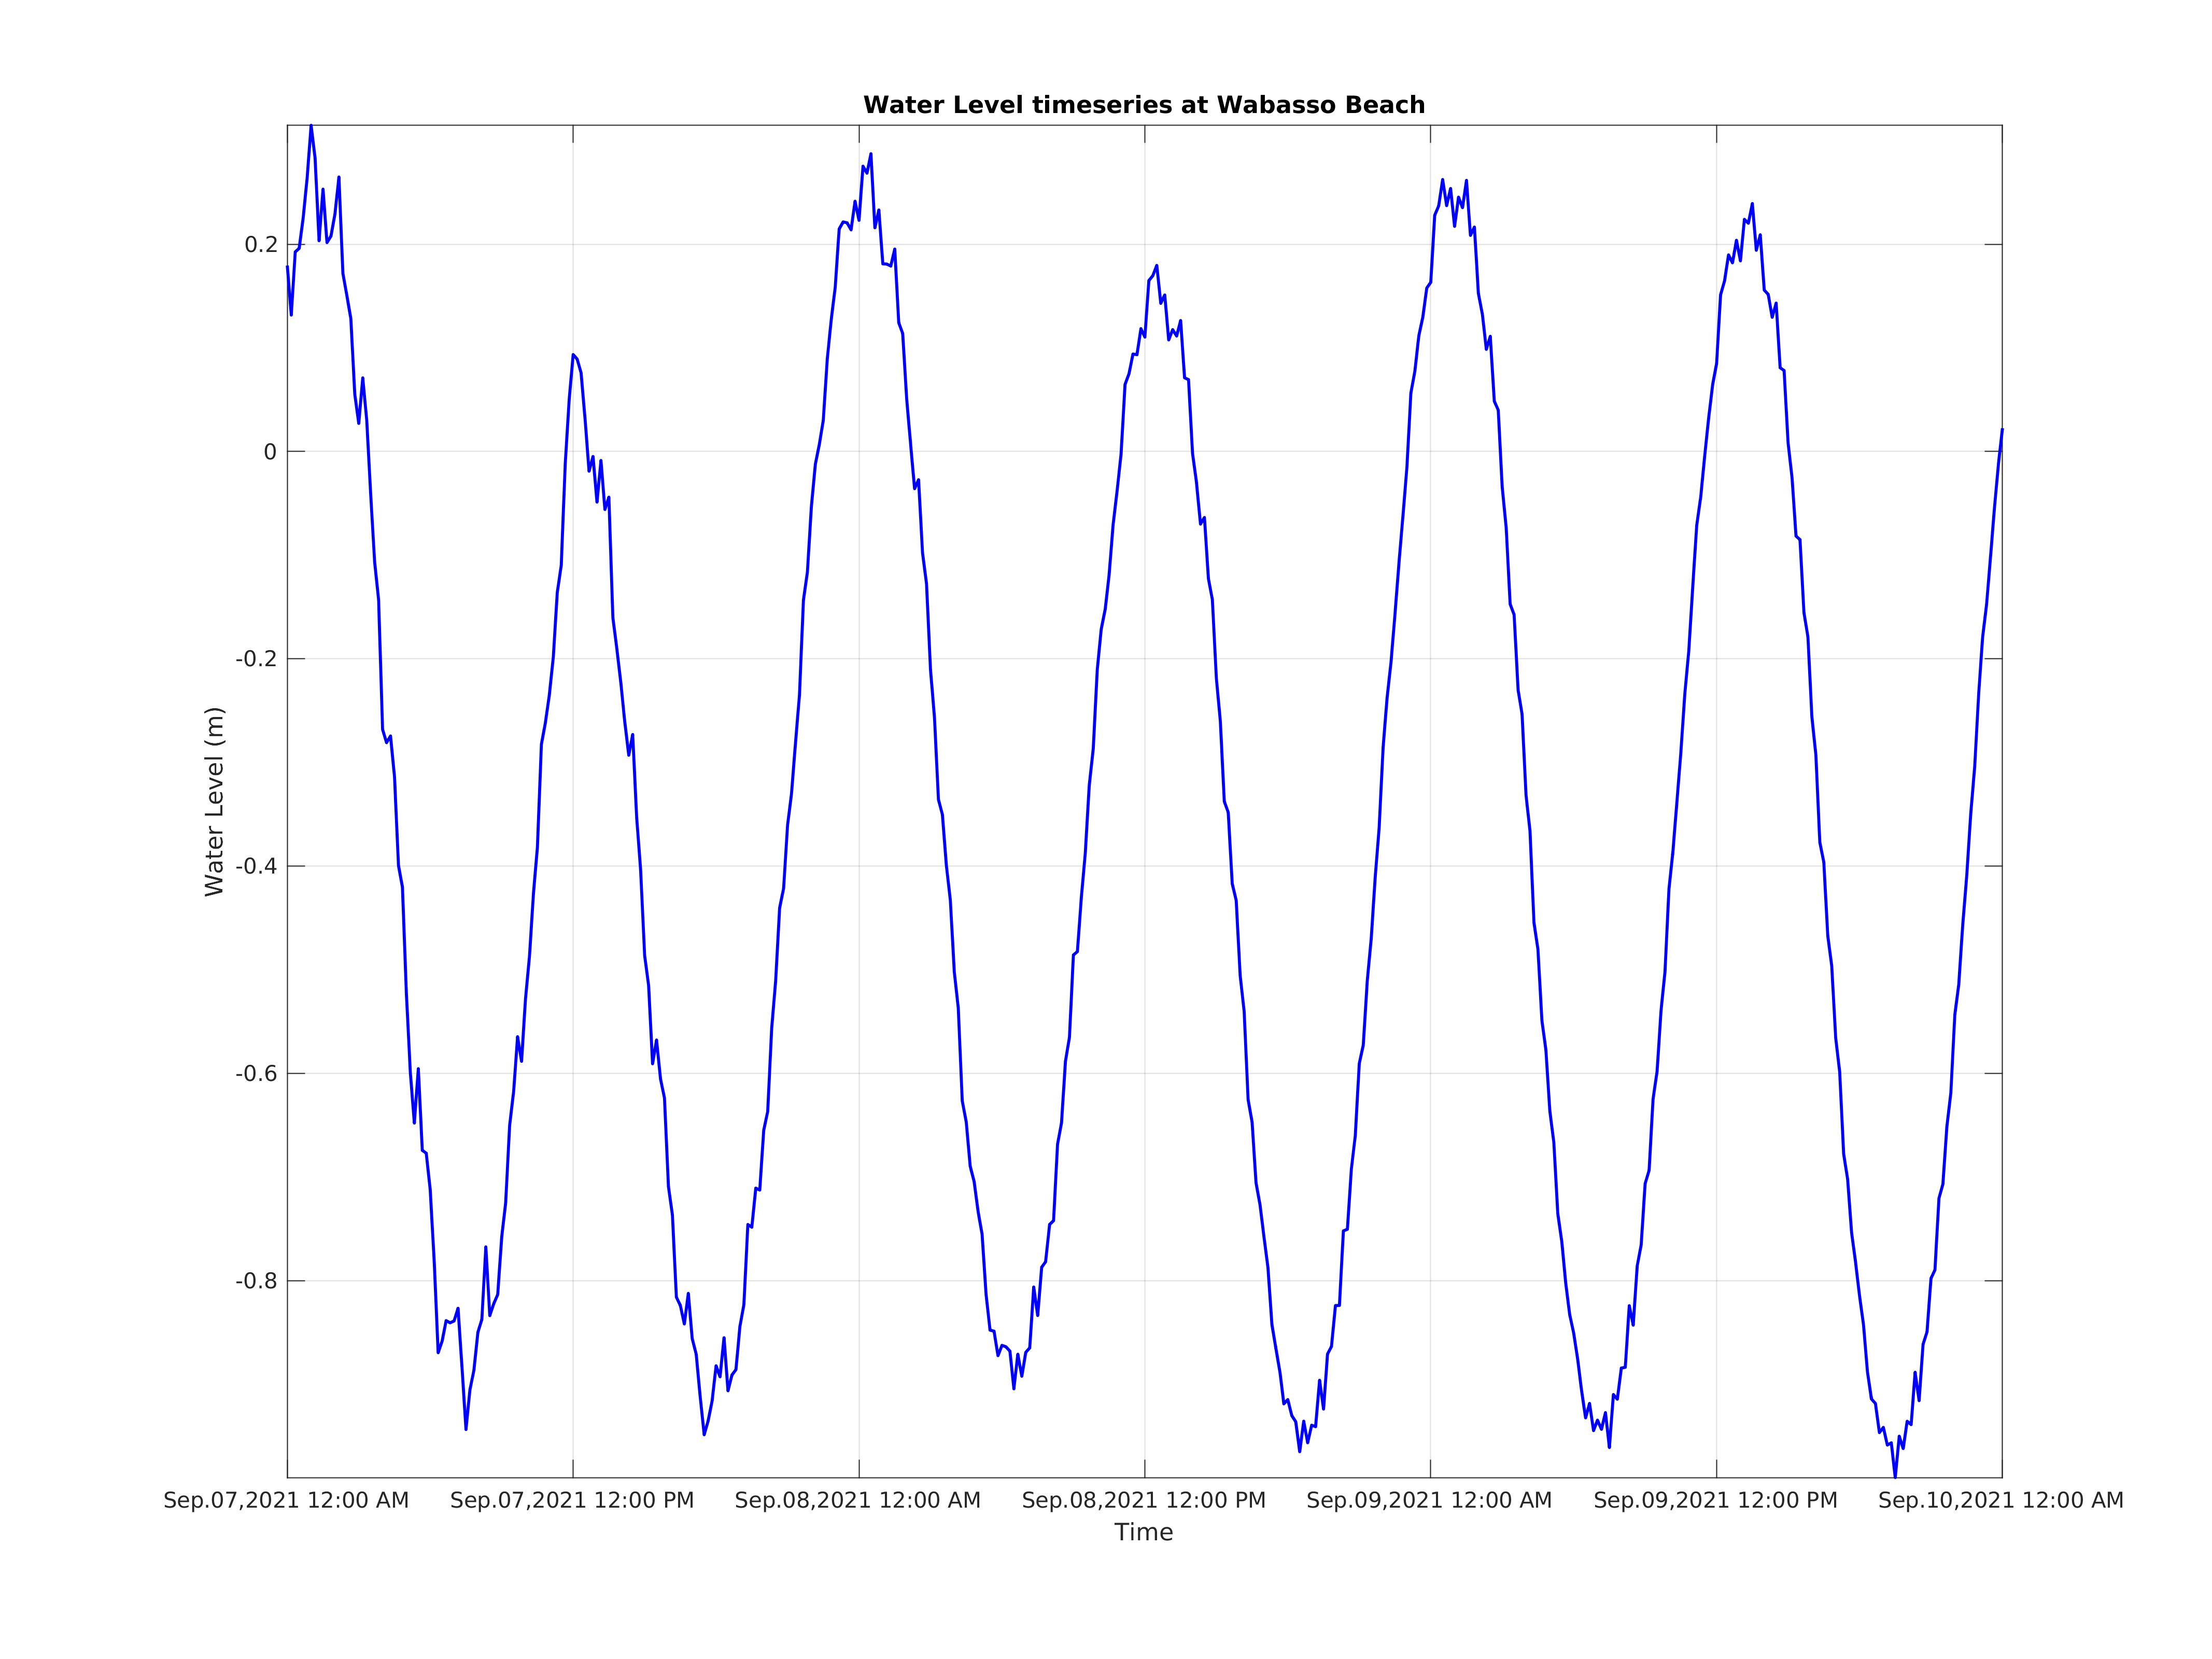 Water Level timeseries at Wabasso Beach
0.2
0
-0.2
-0.4
-0.6
-0.8
Water Level (m)
Sep.07,2021 12:00 AM Sep.07,2021 12:00 PM Sep.08,2021 12:00 AM Sep.08,2021 12:00 PM Sep.09,2021 12:00 AM Sep.09,2021 12:00 PM Sep.10,2021 12:00 AM
Time